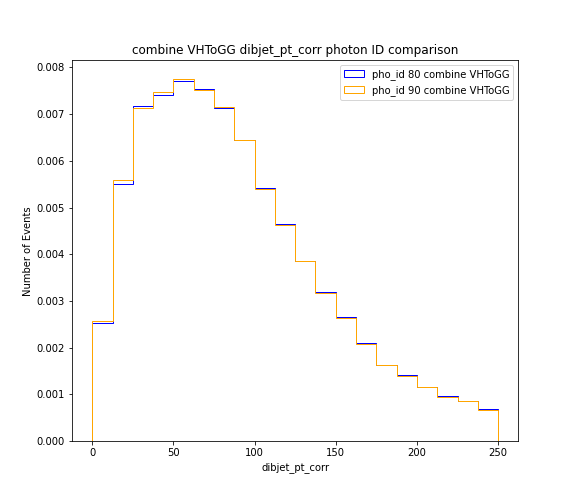 combine VHToGG dibjet_pt_corr photon ID comparison
pho_id 80 combine VHToGG
pho_id 90 combine VHToGG
Number of Events
0.008
0.007
0.006
0.005
0.004
0.003
0.002
0.001
0.000
0 50 100 150 200 250
dibjet_pt_corr